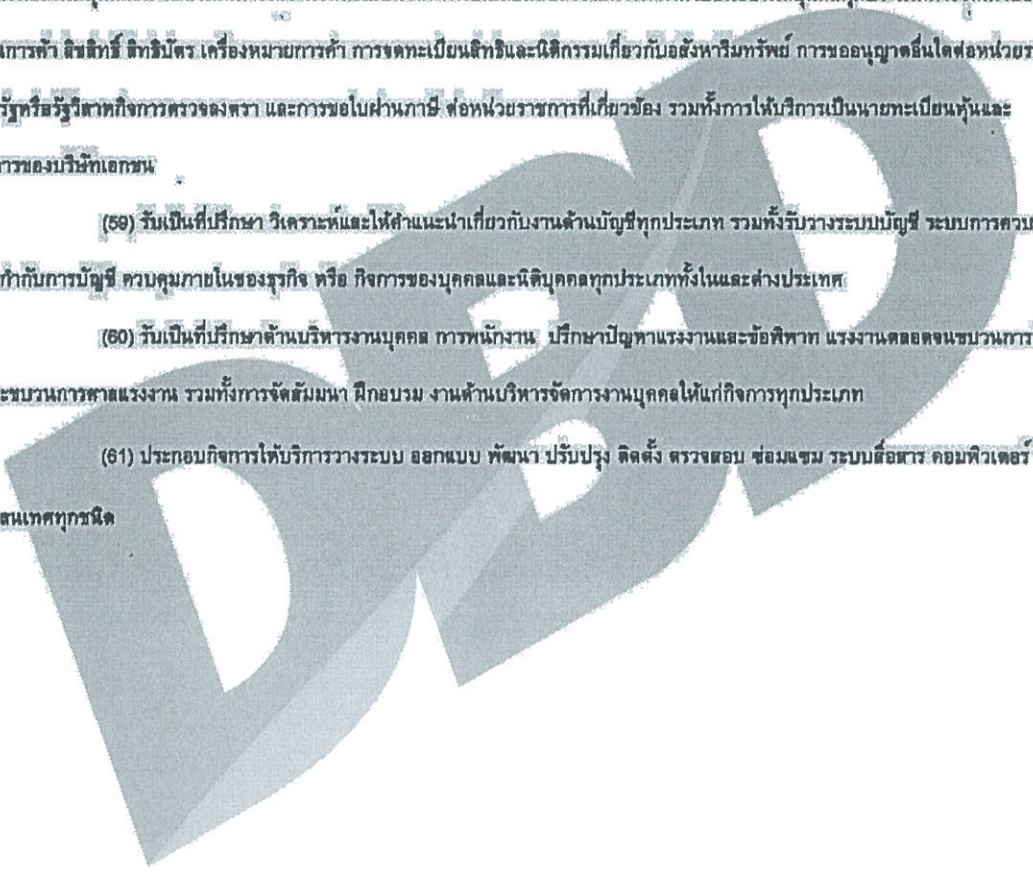 การค้า ลิขสิทธิ์ สิทธิบัตร เครื่องหมายการค้า การจดทะเบียนสิทธิและนิติกรรมเกี่ยวกับอสังหาริมทรัพย์ การขออนุญาตอื่นใดต่อหน่วยร
รัฐหรือรัฐวิสาหกิจการตรวจลงตรา และการขอใบผ่านภาษี ต่อหน่วยราชการที่เกี่ยวข้อง รวมทั้งการให้บริการเป็นนายทะเบียนหุ้นและ
การของบริษัทเอกชน
(59) รับเป็นที่ปรึกษา วิเคราะห์และให้คำแนะนำเกี่ยวกับงานด้านบัญชีทุกประเภท รวมทั้งรับวางระบบบัญชี ระบบการควบ
กำกับการบัญชี ควบคุมภายในของธุรกิจ หรือ กิจการของบุคคลและนิติบุคคลทุกประเภททั้งในและต่างประเทศ
(60) รับเป็นที่ปรึกษาด้านบริหารงานบุคคล การพนักงาน ปรึกษาปัญหาแรงงานและข้อพิพาท แรงงานตลอดจนขบวนการ
ะขบวนการศาลแรงงาน รวมทั้งการจัดสัมมนา ฝึกอบรม งานด้านบริหารจัดการงานบุคคลให้แก่กิจการทุกประเภท
(61) ประกอบกิจการให้บริการวางระบบ ออกแบบ พัฒนา ปรับปรุง ติดตั้ง ตรวจสอบ ซ่อมแซม ระบบสื่อสาร คอมพิวเตอร์
สนเทศทุกชนิด
DBD